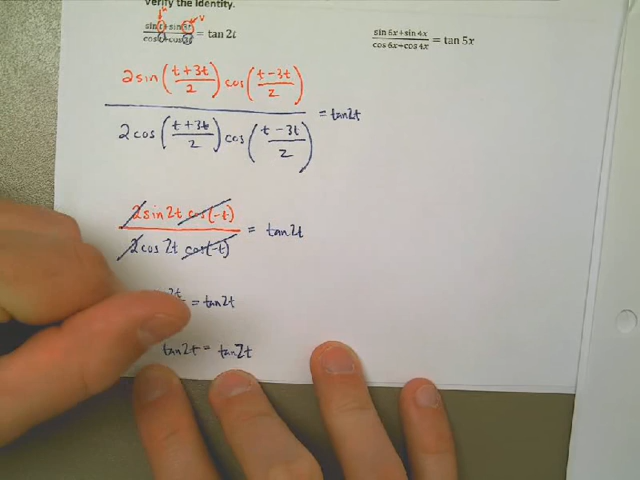 Verify the Identity.
sin t + sin 3t / cos t + cos 3t = tan 2t
sin 6x+sin 4x / cos 6x+cos 4x = tan 5x
2 sin (t+3t / 2) cos (t-3t / 2) / 2 cos (t+3t / 2) cos (t-3t / 2) = tan 2t
2 sin 2t cos(-t) / 2 cos 2t cos(-t) = tan 2t
2t = tan 2t
tan 2t = tan 2t